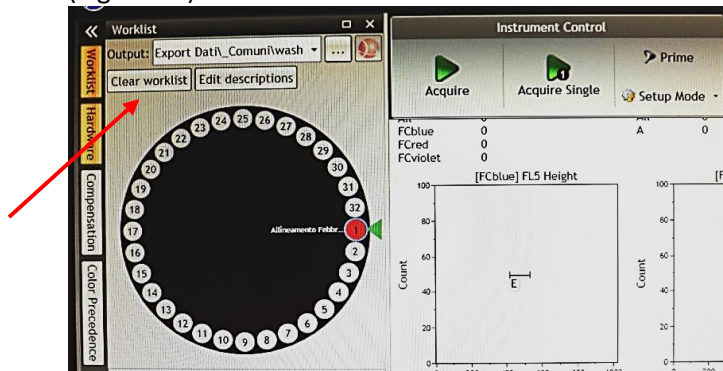 Worklist
Output: Export Dati\_Comuni\wash ...
Clear worklist Edit descriptions
Worklist
Hardware
Compensation
Color Precedence
Allineamento Febbr...
1
2
3
4
5
6
7
8
9
10
11
12
13
14
15
16
17
18
19
20
21
22
23
24
25
26
27
28
29
30
31
32
Instrument Control
Acquire
Acquire Single
Prime
Setup Mode
FCblue 0
FCred 0
FCviolet 0
A 0
[FCblue] FL5 Height
Count
100
80
60
40
20
E
Count
100
80
60
40
20